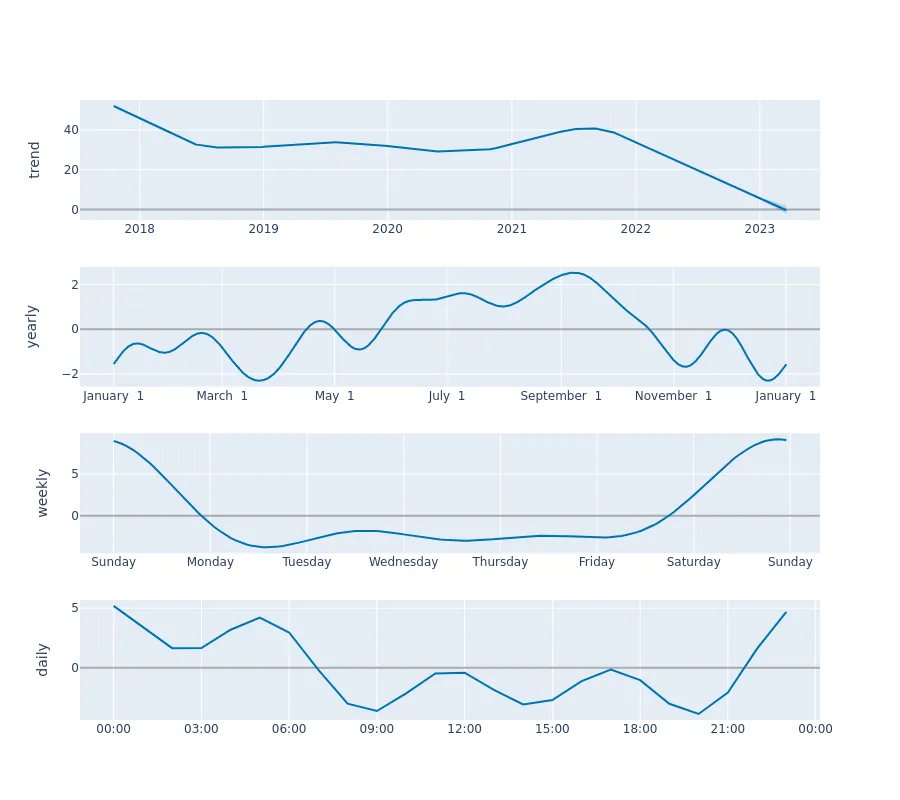 trend
40
20
0
2018 2019 2020 2021 2022 2023
yearly
2
0
−2
January 1 March 1 May 1 July 1 September 1 November 1 January 1
weekly
5
0
Sunday Monday Tuesday Wednesday Thursday Friday Saturday Sunday
daily
5
0
00:00 03:00 06:00 09:00 12:00 15:00 18:00 21:00 00:00